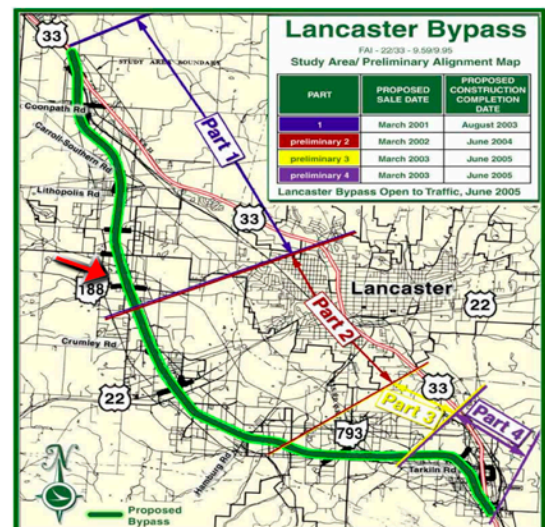 Lancaster Bypass
FAI - 22/33 - 9.59/9.95
Study Area/ Preliminary Alignment Map
PART PROPOSED SALE DATE PROPOSED CONSTRUCTION COMPLETION DATE
1 March 2001 August 2003
preliminary 2 March 2002 June 2004
preliminary 3 March 2003 June 2005
preliminary 4 March 2003 June 2005
Lancaster Bypass Open to Traffic, June 2005
33
STUDY AREA BOUNDARY
Coonpath Rd
Part 1
Carroll-Southern Rd
Lithopolis Rd
33
188
Lancaster
22
Part 2
Crumley Rd
22
33
Part 3
Part 4
793
Hamburg Rd
Tarkiln Rd
N
Proposed
Bypass